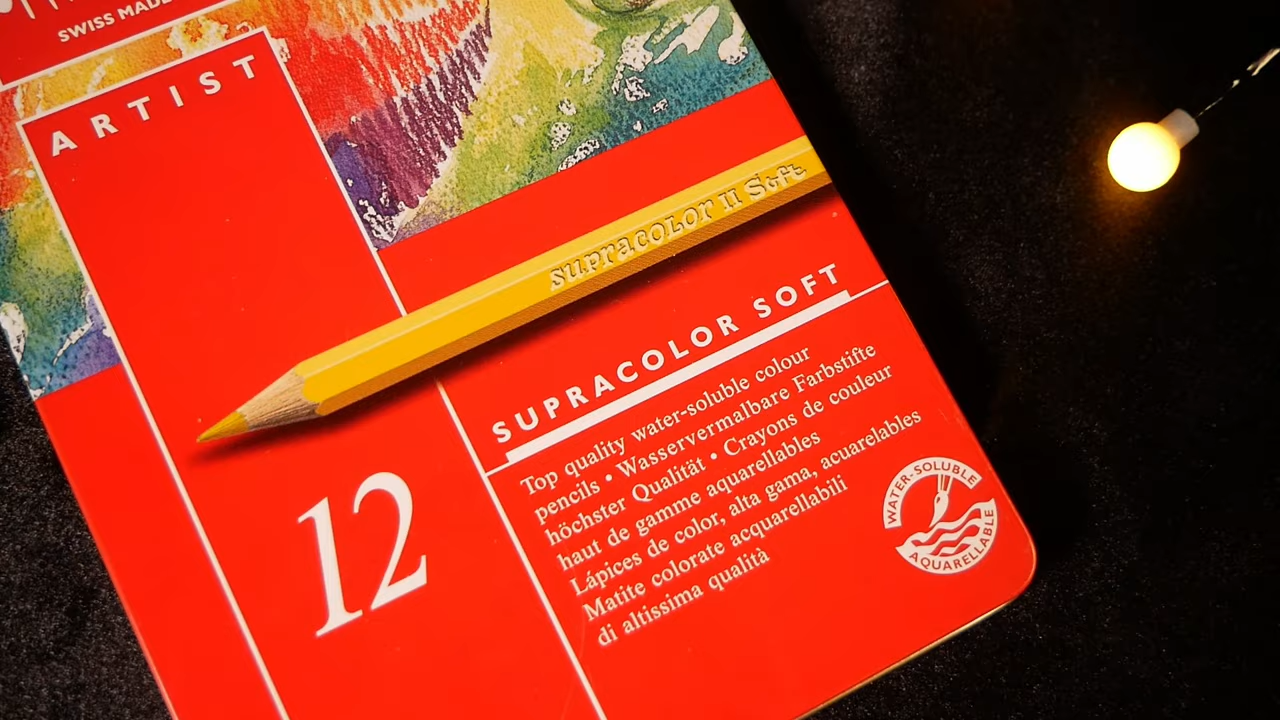 SWISS MADE
ARTIST
supracolor II Soft
SUPRACOLOR SOFT
Top quality water-soluble colour
pencils • Wasservermalbare Farbstifte
höchster Qualität • Crayons de couleur
haut de gamme aquarellables
Lápices de color, alta gama, acuarelables
Matite colorate acquarellabili
di altissima qualità
12
WATER-SOLUBLE
AQUARELLABLE